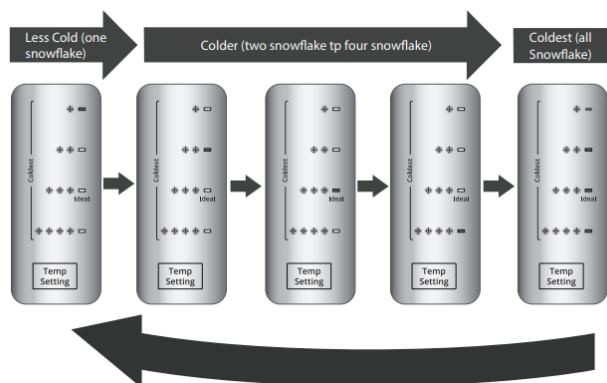 Less Cold (one
snowflake)
Colder (two snowflake tp four snowflake)
Coldest (all
Snowflake)
Coldest
Ideal
Temp
Setting
Coldest
Ideal
Temp
Setting
Coldest
Ideal
Temp
Setting
Coldest
Ideal
Temp
Setting
Coldest
Ideal
Temp
Setting